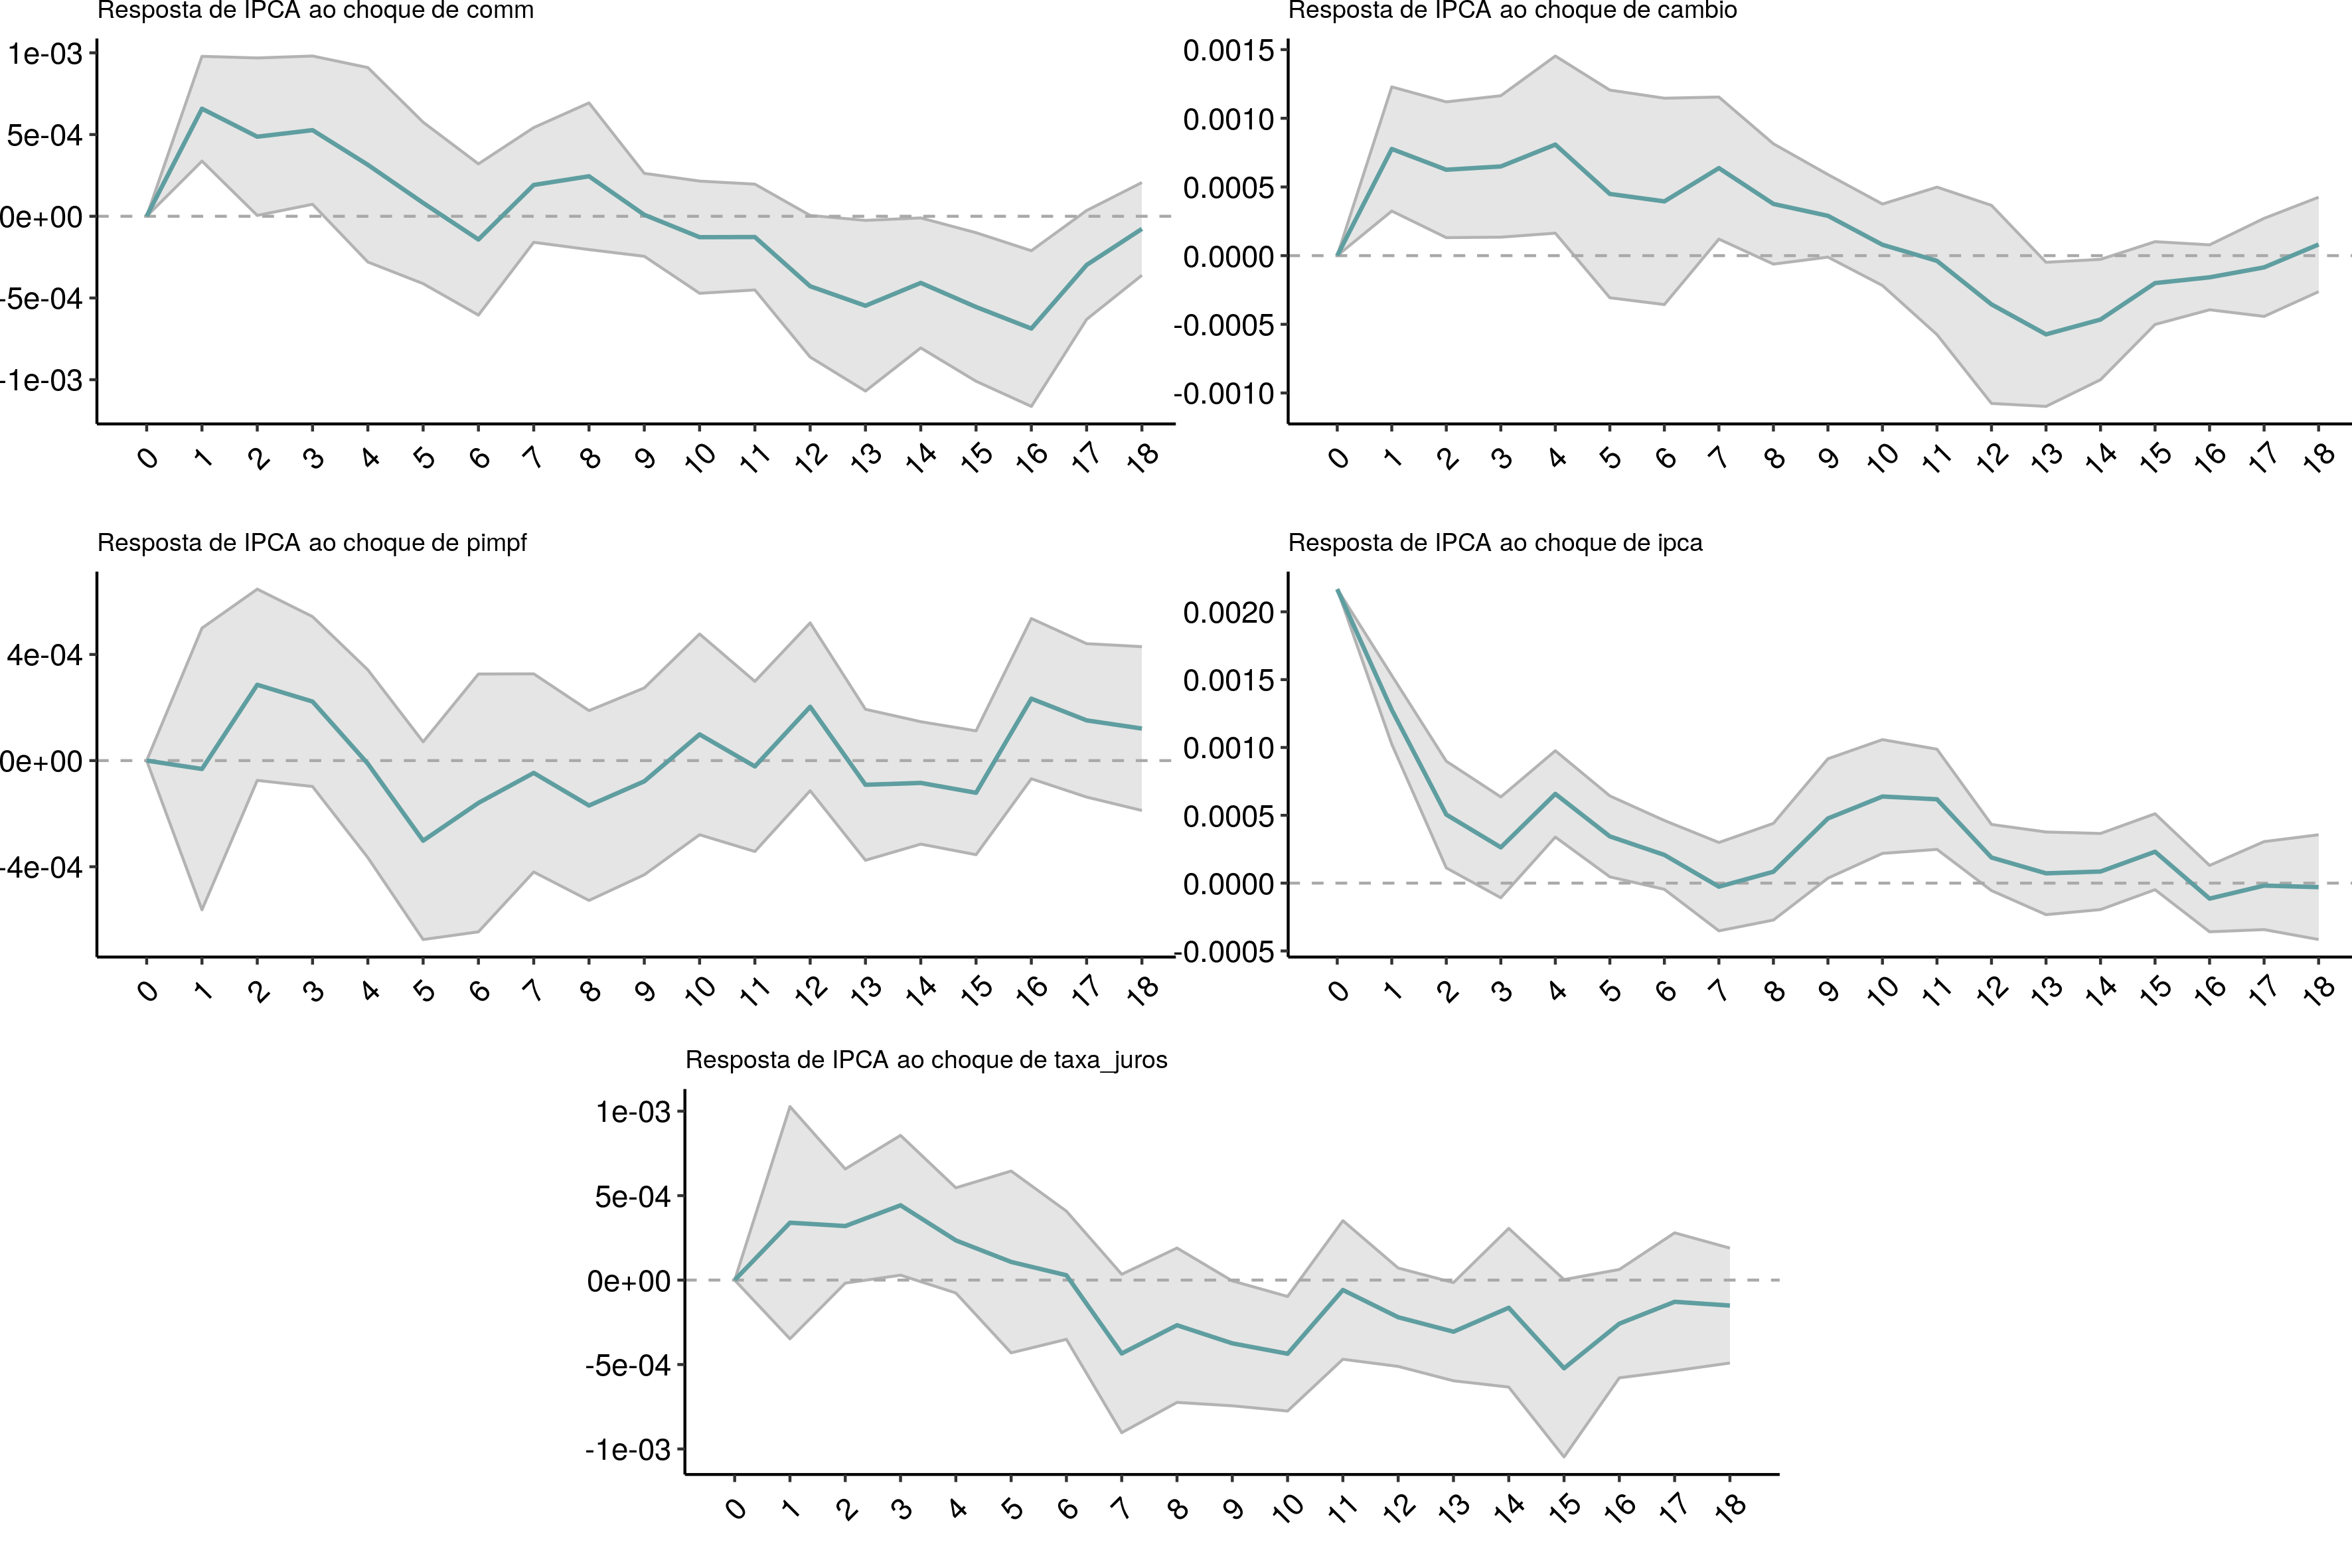 Resposta de IPCA ao choque de comm
1e-03
5e-04
0e+00
-5e-04
-1e-03
0 1 2 3 4 5 6 7 8 9 10 11 12 13 14 15 16 17 18
Resposta de IPCA ao choque de cambio
0.0015
0.0010
0.0005
0.0000
-0.0005
-0.0010
0 1 2 3 4 5 6 7 8 9 10 11 12 13 14 15 16 17 18
Resposta de IPCA ao choque de pimpf
4e-04
0e+00
-4e-04
0 1 2 3 4 5 6 7 8 9 10 11 12 13 14 15 16 17 18
Resposta de IPCA ao choque de ipca
0.0020
0.0015
0.0010
0.0005
0.0000
-0.0005
0 1 2 3 4 5 6 7 8 9 10 11 12 13 14 15 16 17 18
Resposta de IPCA ao choque de taxa_juros
1e-03
5e-04
0e+00
-5e-04
-1e-03
0 1 2 3 4 5 6 7 8 9 10 11 12 13 14 15 16 17 18